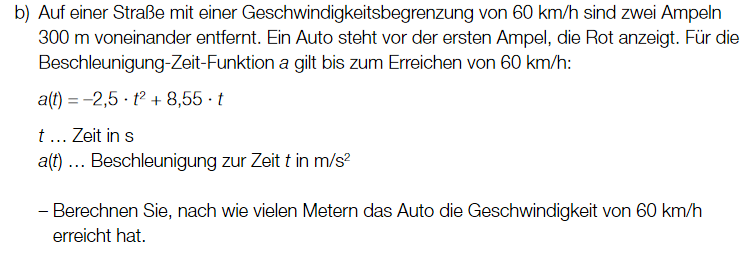 b) Auf einer Straße mit einer Geschwindigkeitsbegrenzung von 60 km/h sind zwei Ampeln
300 m voneinander entfernt. Ein Auto steht vor der ersten Ampel, die Rot anzeigt. Für die
Beschleunigung-Zeit-Funktion a gilt bis zum Erreichen von 60 km/h:
a(t) = –2,5 · t² + 8,55 · t
t … Zeit in s
a(t) … Beschleunigung zur Zeit t in m/s²
– Berechnen Sie, nach wie vielen Metern das Auto die Geschwindigkeit von 60 km/h
erreicht hat.